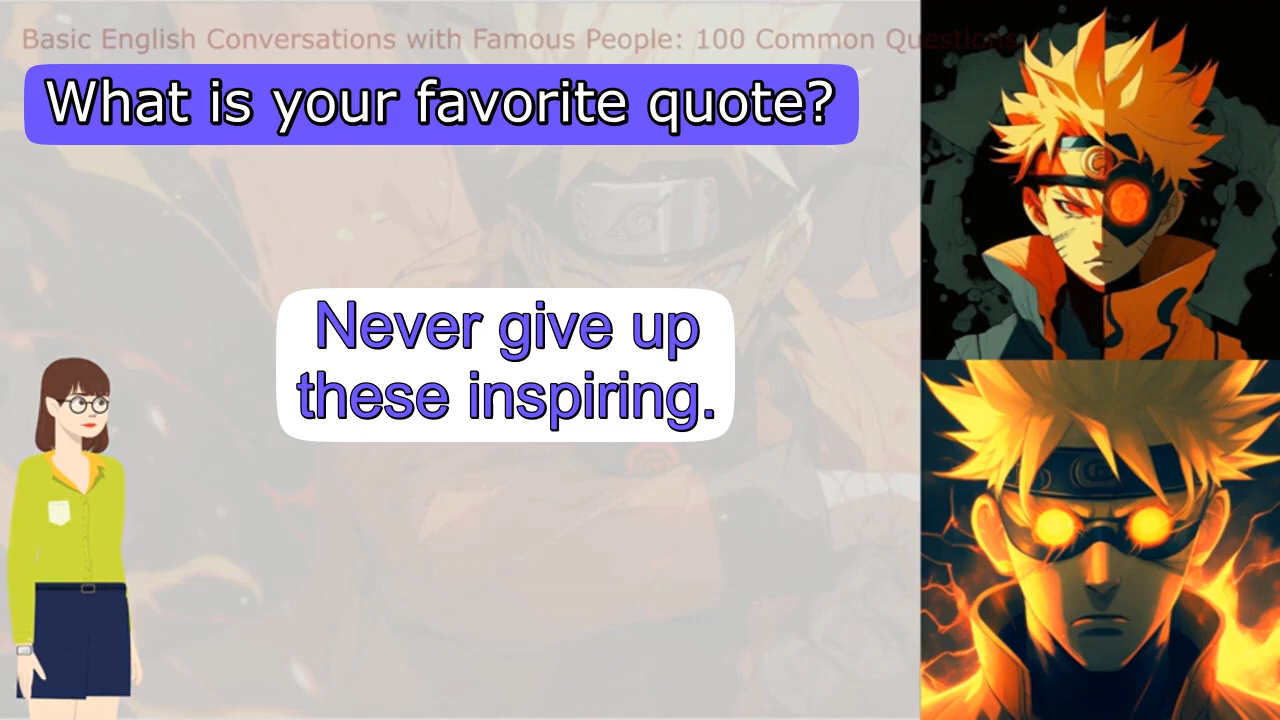 Basic English Conversations with Famous People: 100 Common Questions
What is your favorite quote?
Never give up
these inspiring.